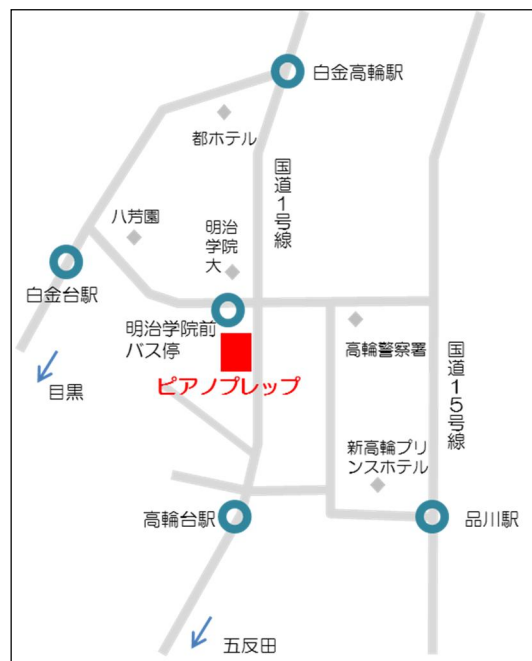 白金高輪駅
都ホテル
国道1号線
八芳園
明治
学院
大
白金台駅
明治学院前
バス停
高輪警察署
国道15号線
目黒
ピアノプレップ
新高輪プリ
ンスホテル
高輪台駅
品川駅
五反田